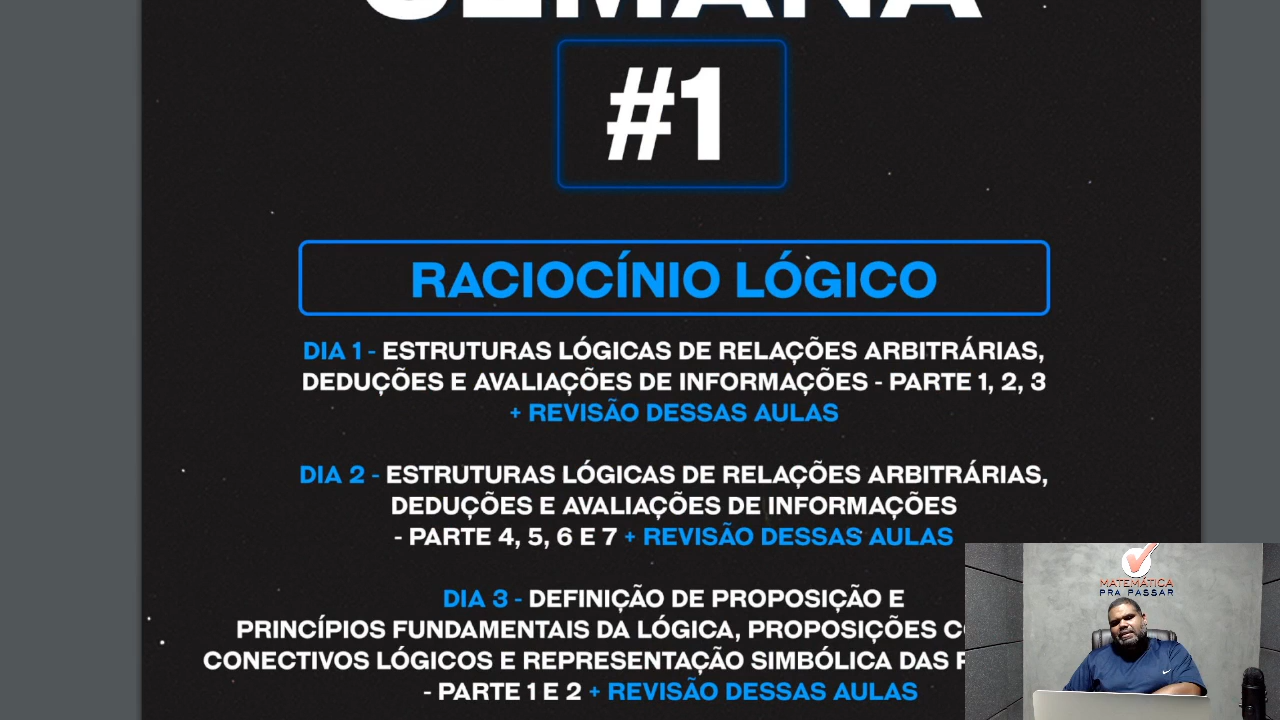 SEMANA
#1
RACIOCÍNIO LÓGICO
DIA 1 - ESTRUTURAS LÓGICAS DE RELAÇÕES ARBITRÁRIAS,
DEDUÇÕES E AVALIAÇÕES DE INFORMAÇÕES - PARTE 1, 2, 3
+ REVISÃO DESSAS AULAS
DIA 2 - ESTRUTURAS LÓGICAS DE RELAÇÕES ARBITRÁRIAS,
DEDUÇÕES E AVALIAÇÕES DE INFORMAÇÕES
- PARTE 4, 5, 6 E 7 + REVISÃO DESSAS AULAS
DIA 3 - DEFINIÇÃO DE PROPOSIÇÃO E
PRINCÍPIOS FUNDAMENTAIS DA LÓGICA, PROPOSIÇÕES
CONECTIVOS LÓGICOS E REPRESENTAÇÃO SIMBÓLICA DAS
- PARTE 1 E 2 + REVISÃO DESSAS AULAS
MATEMÁTICA
PRA PASSAR